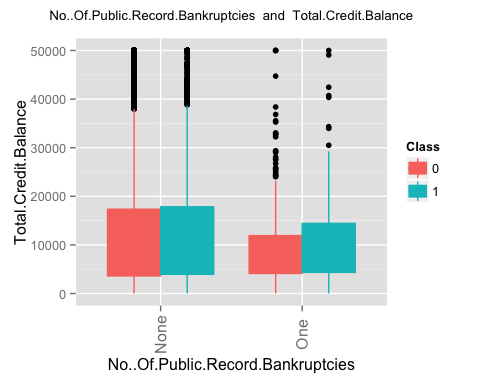 No..Of.Public.Record.Bankruptcies and Total.Credit.Balance
50000
40000
30000
20000
10000
0
Total.Credit.Balance
None
One
No..Of.Public.Record.Bankruptcies
Class
0
1